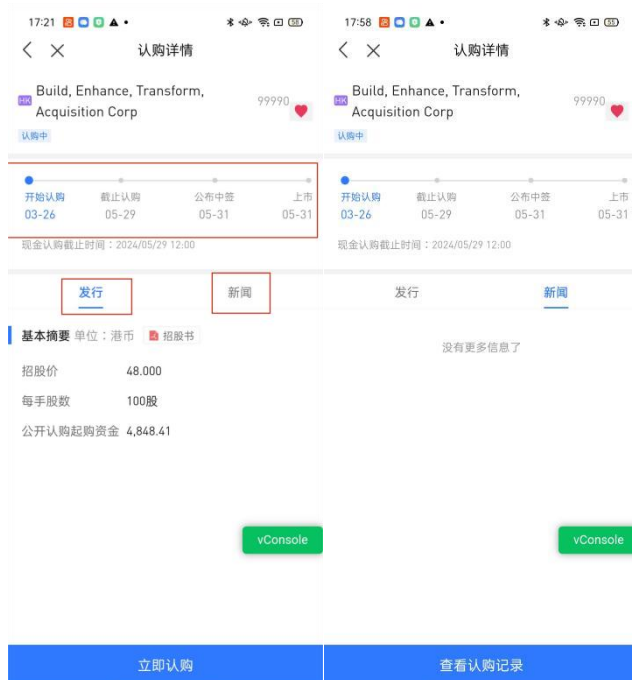 17:21
58
认购详情
HK
Build, Enhance, Transform,
Acquisition Corp
99990
认购中
开始认购 截止认购 公布中签 上市
03-26 05-29 05-31 05-31
现金认购截止时间：2024/05/29 12:00
发行 新闻
基本摘要 单位：港币 招股书
招股价 48.000
每手股数 100股
公开认购起购资金 4,848.41
vConsole
立即认购
17:58
55
认购详情
HK
Build, Enhance, Transform,
Acquisition Corp
99990
认购中
开始认购 截止认购 公布中签 上市
03-26 05-29 05-31 05-31
现金认购截止时间：2024/05/29 12:00
发行 新闻
没有更多信息了
vConsole
查看认购记录